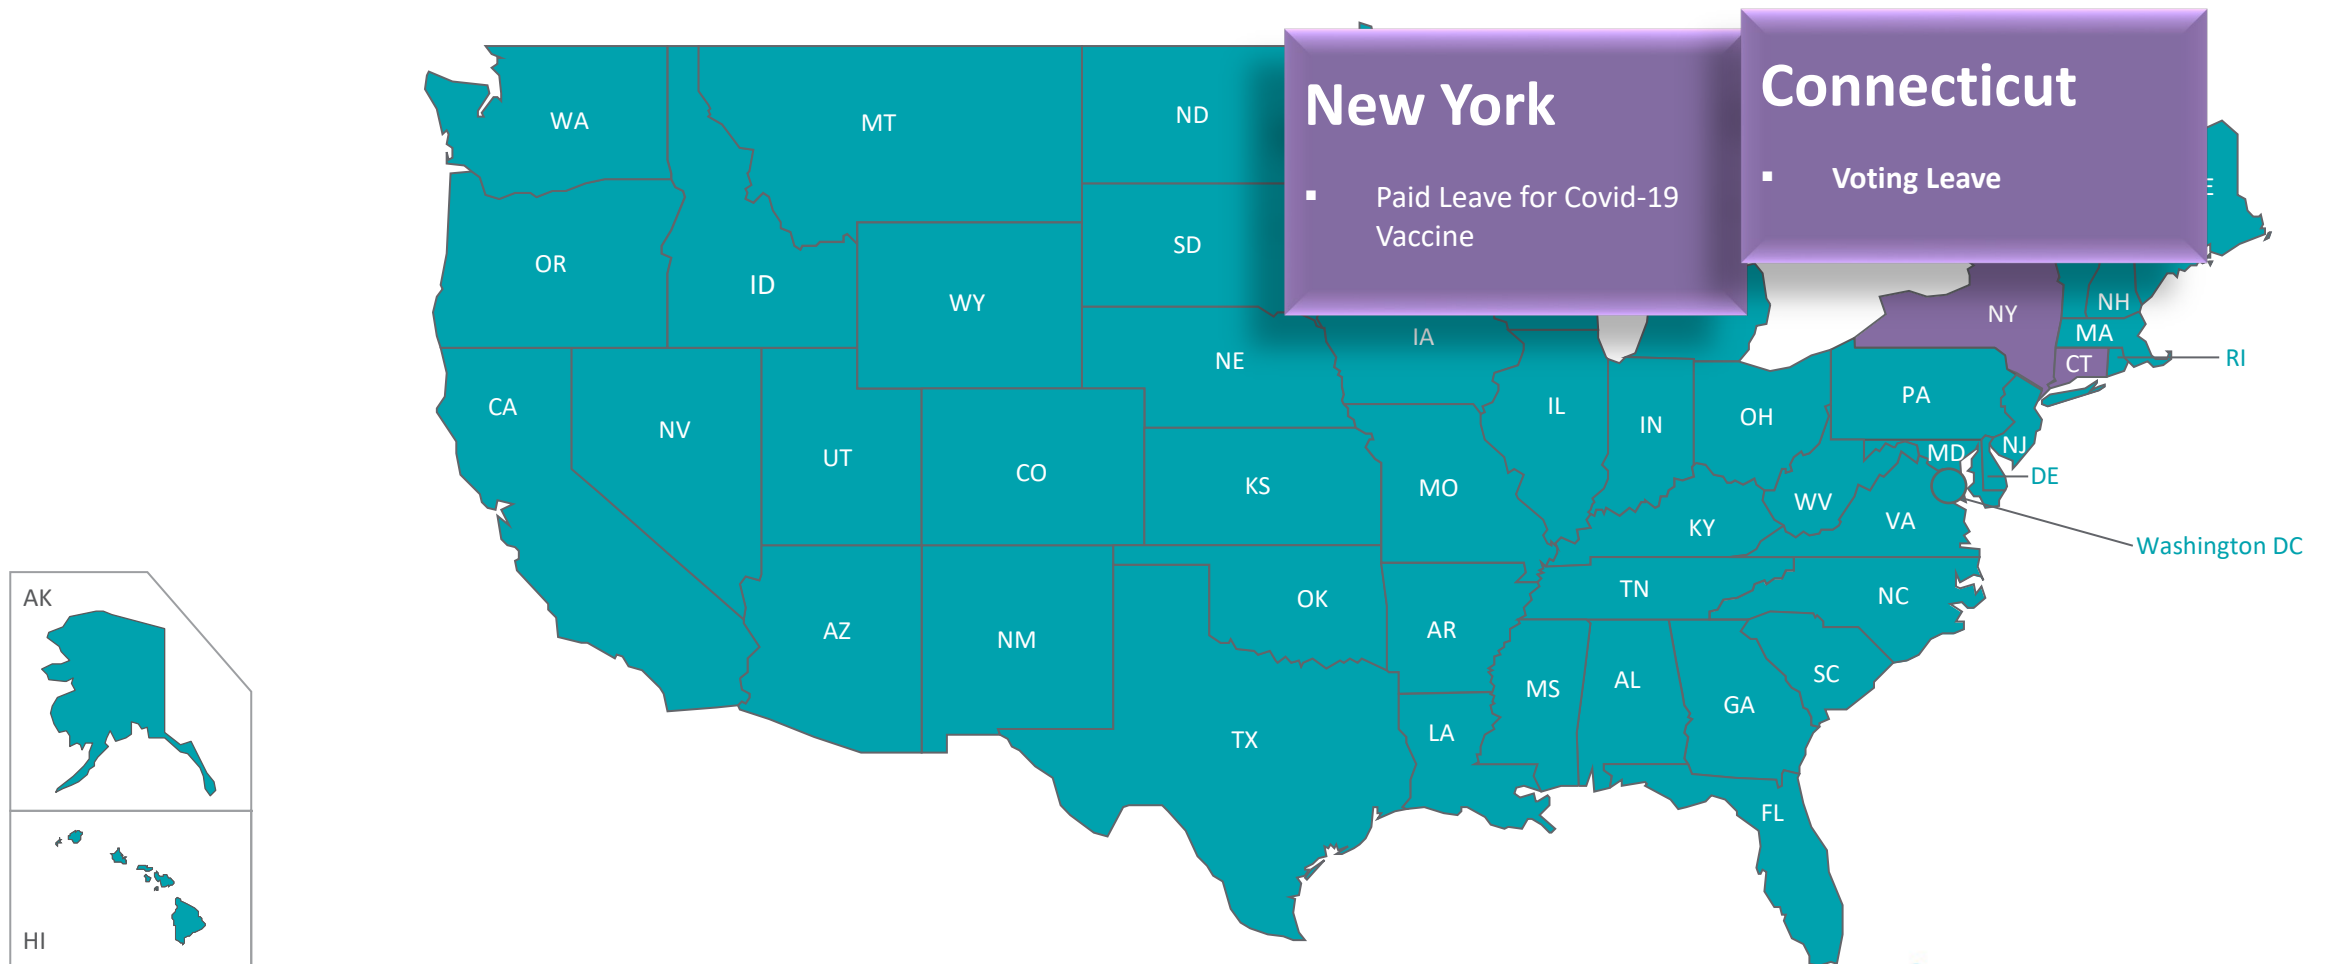 New York
▪ Paid Leave for Covid-19
Vaccine
Connecticut
▪ Voting Leave
WA
MT
ND
OR
ID
SD
WY
NH
NY
MA
IA
NE
CT
RI
CA
NV
UT
CO
KS
MO
IL
IN
OH
PA
NJ
MD
DE
WV
VA
KY
Washington DC
AK
AZ
NM
OK
AR
TN
NC
MS
AL
GA
SC
TX
LA
FL
HI